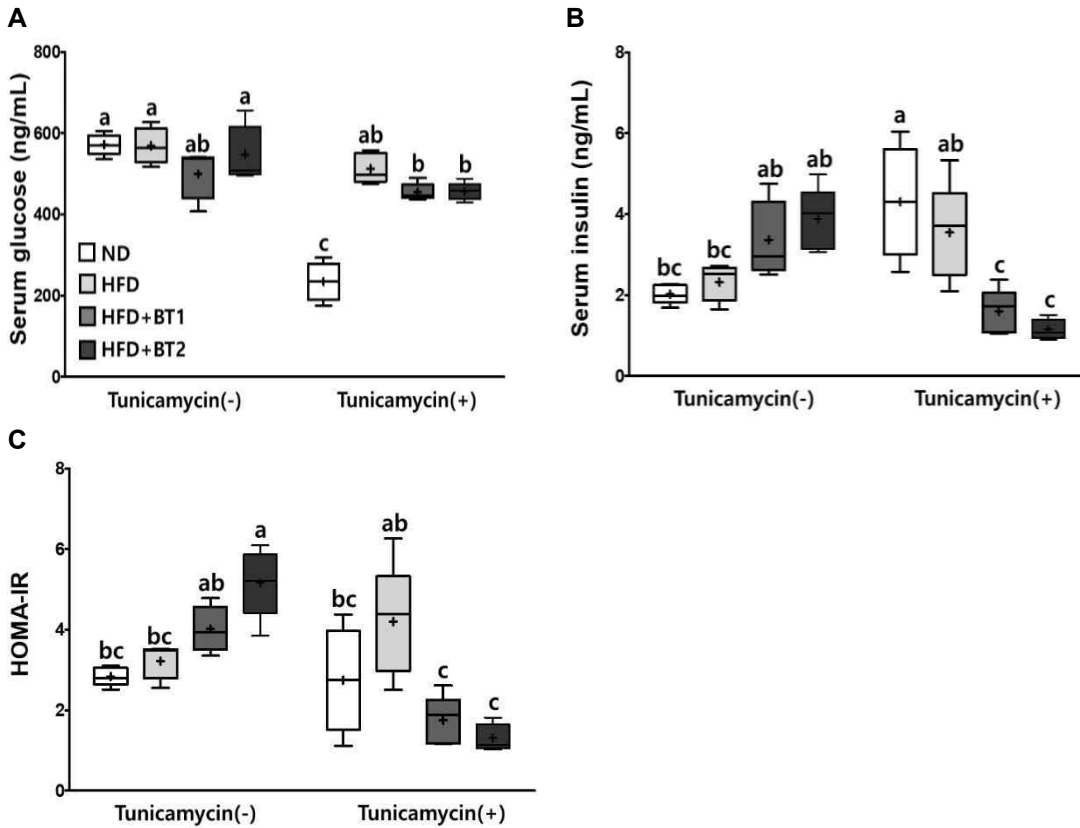 A
Serum glucose (ng/mL)
800
600
400
200
0
a
a
ab
a
ab
b
b
c
ND
HFD
HFD+BT1
HFD+BT2
Tunicamycin(-)
Tunicamycin(+)
B
Serum insulin (ng/mL)
8
6
4
2
0
bc
bc
ab
ab
a
ab
c
c
Tunicamycin(-)
Tunicamycin(+)
C
HOMA-IR
8
6
4
2
0
bc
bc
ab
a
bc
ab
c
c
Tunicamycin(-)
Tunicamycin(+)